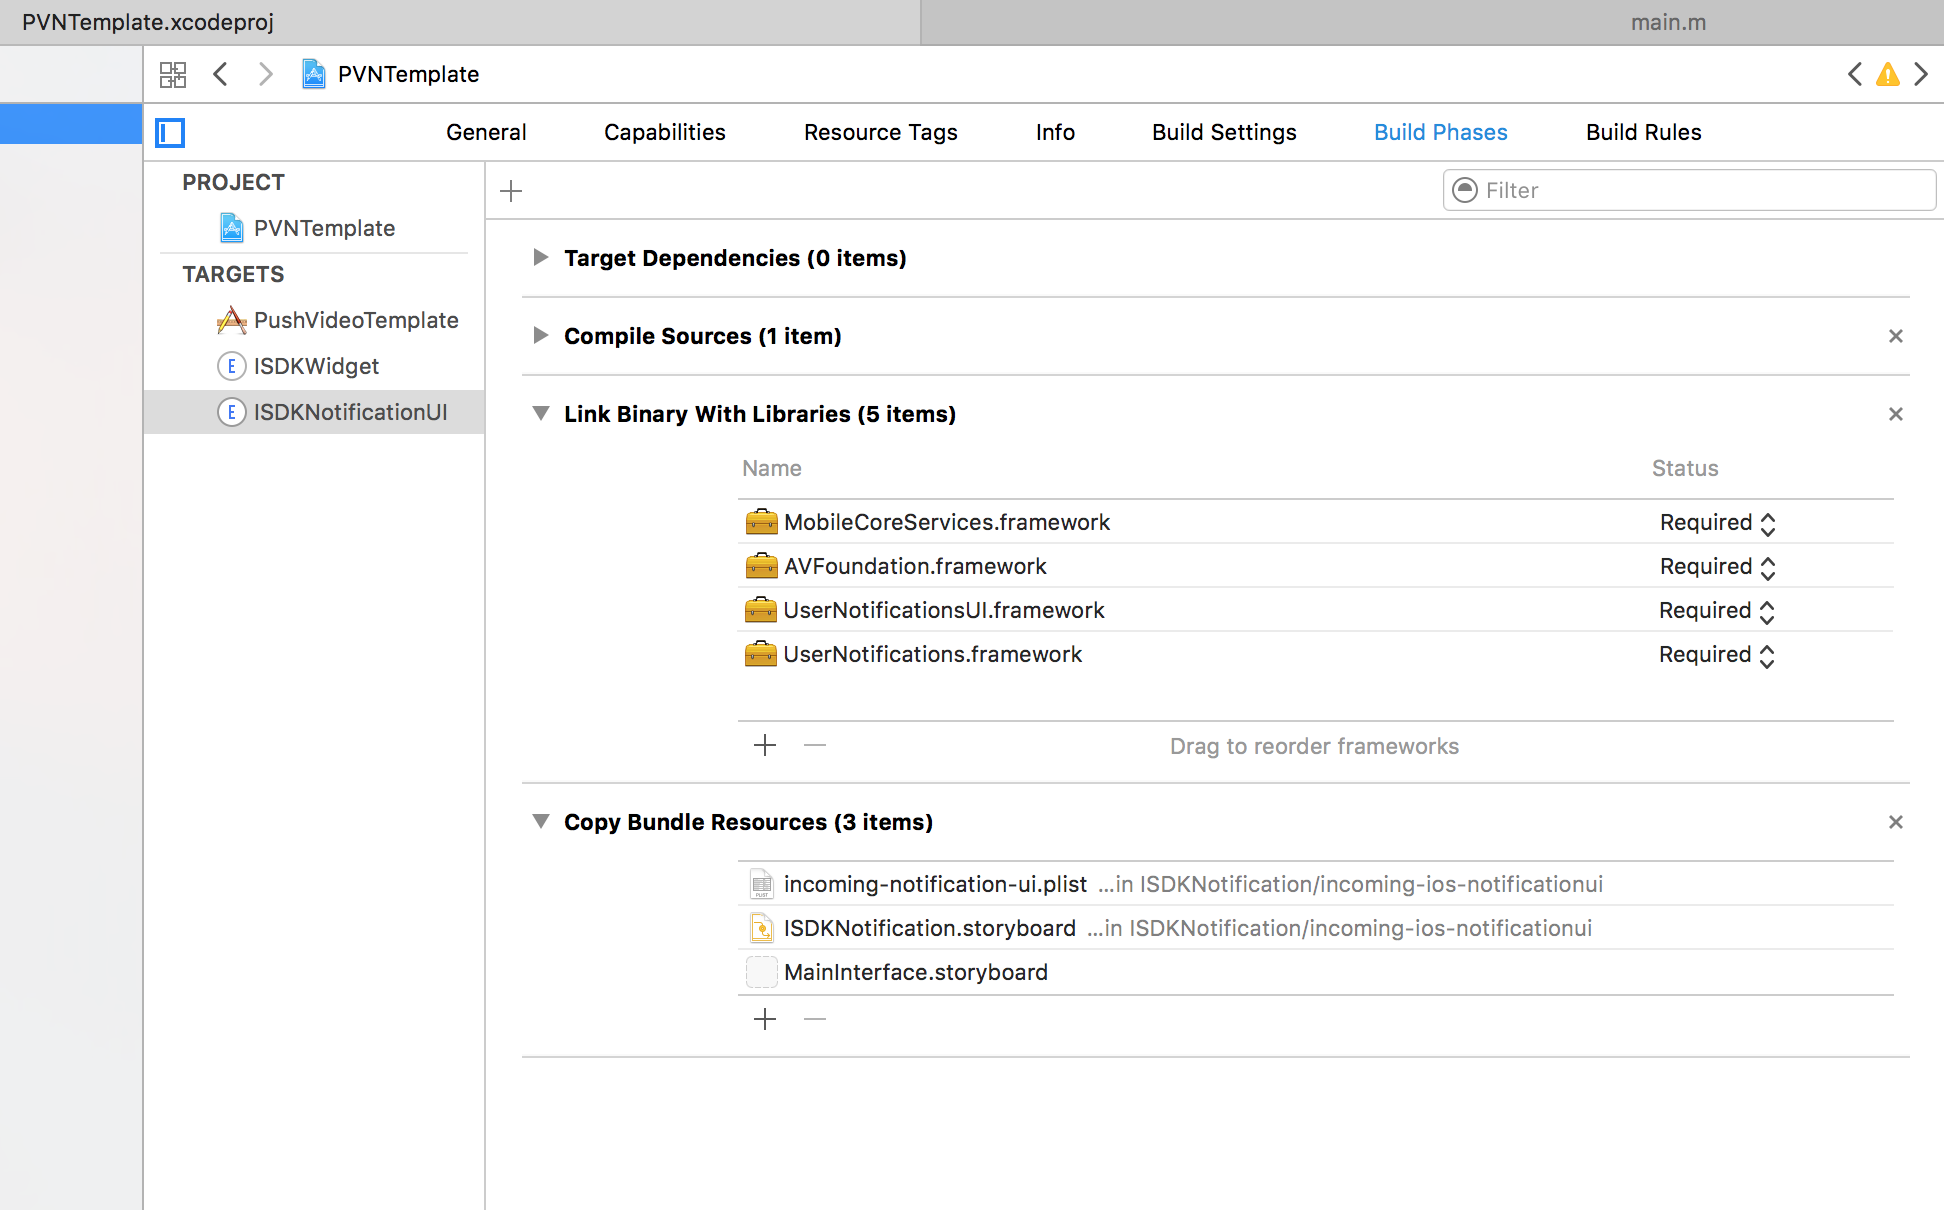 PVNTemplate.xcodeproj
main.m
PVNTemplate
General Capabilities Resource Tags Info Build Settings Build Phases Build Rules
PROJECT
PVNTemplate
TARGETS
PushVideoTemplate
E ISDKWidget
E ISDKNotificationUI
Filter
Target Dependencies (0 items)
Compile Sources (1 item)
Link Binary With Libraries (5 items)
Name Status
MobileCoreServices.framework Required
AVFoundation.framework Required
UserNotificationsUI.framework Required
UserNotifications.framework Required
Drag to reorder frameworks
Copy Bundle Resources (3 items)
incoming-notification-ui.plist ...in ISDKNotification/incoming-ios-notificationui
ISDKNotification.storyboard ...in ISDKNotification/incoming-ios-notificationui
MainInterface.storyboard